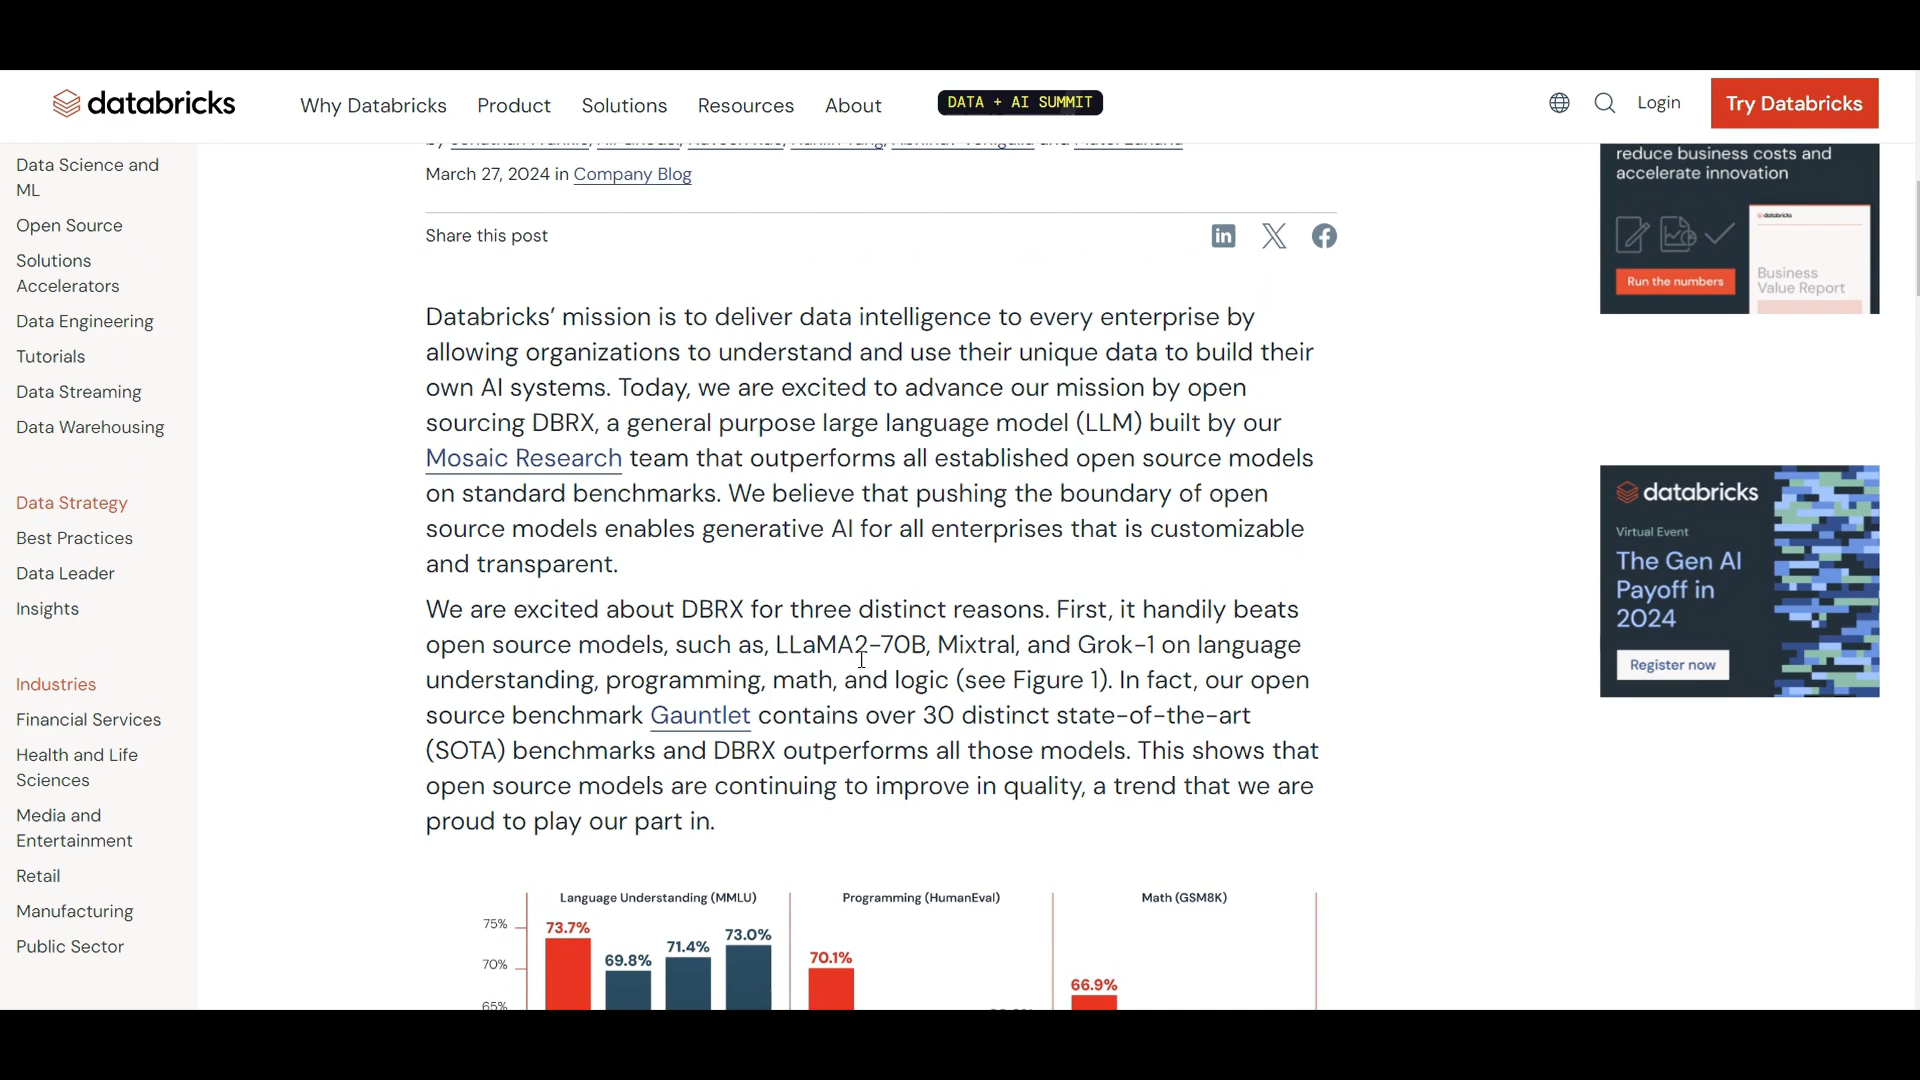 databricks
Why Databricks
Product
Solutions
Resources
About
DATA + AI SUMMIT
Login
Try Databricks
Data Science and
ML
Open Source
Solutions
Accelerators
Data Engineering
Tutorials
Data Streaming
Data Warehousing
Data Strategy
Best Practices
Data Leader
Insights
Industries
Financial Services
Health and Life
Sciences
Media and
Entertainment
Retail
Manufacturing
Public Sector
March 27, 2024 in Company Blog
Share this post
Databricks’ mission is to deliver data intelligence to every enterprise by
allowing organizations to understand and use their unique data to build their
own AI systems. Today, we are excited to advance our mission by open
sourcing DBRX, a general purpose large language model (LLM) built by our
Mosaic Research team that outperforms all established open source models
on standard benchmarks. We believe that pushing the boundary of open
source models enables generative AI for all enterprises that is customizable
and transparent.
We are excited about DBRX for three distinct reasons. First, it handily beats
open source models, such as, LLaMA2-70B, Mixtral, and Grok-1 on language
understanding, programming, math, and logic (see Figure 1). In fact, our open
source benchmark Gauntlet contains over 30 distinct state-of-the-art
(SOTA) benchmarks and DBRX outperforms all those models. This shows that
open source models are continuing to improve in quality, a trend that we are
proud to play our part in.
Language Understanding (MMLU)
Programming (HumanEval)
Math (GSM8K)
75%
70%
65%
73.7%
69.8%
71.4%
73.0%
70.1%
66.9%
reduce business costs and
accelerate innovation
Run the numbers
databricks
Business
Value Report
databricks
Virtual Event
The Gen AI
Payoff in
2024
Register now